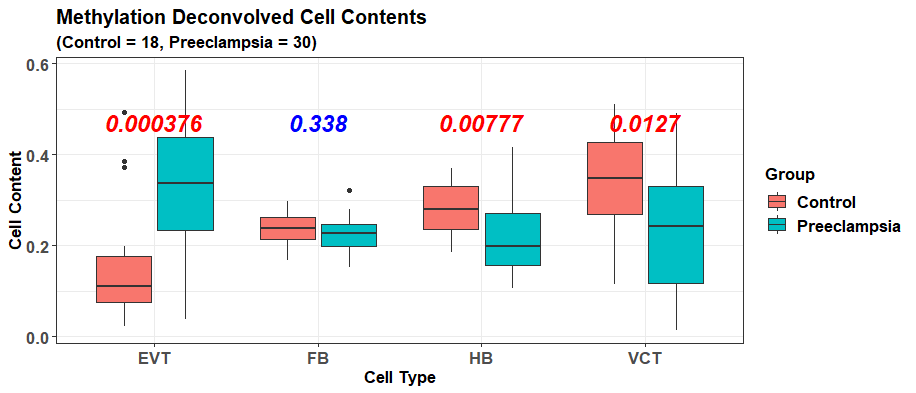 Methylation Deconvolved Cell Contents
(Control = 18, Preeclampsia = 30)
0.6
0.4
0.2
0.0
Cell Content
0.000376
0.338
0.00777
0.0127
EVT
FB
HB
VCT
Cell Type
Group
Control
Preeclampsia